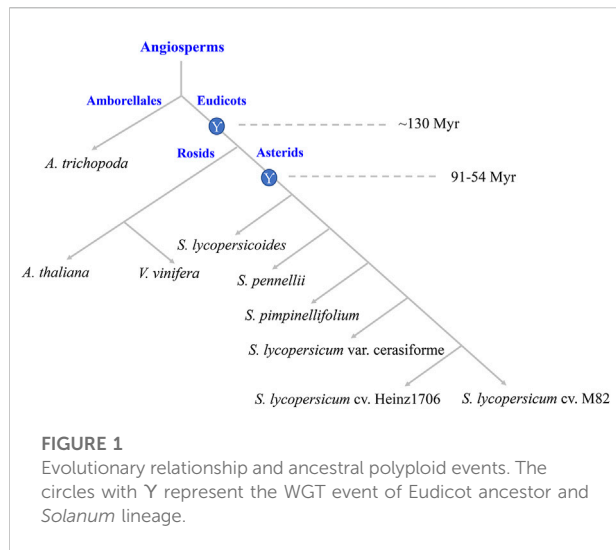 Angiosperms
Amborellales Eudicots
ϒ ~130 Myr
A. trichopoda
Rosids Asterids
ϒ 91-54 Myr
S. lycopersicoides
A. thaliana V. vinifera
S. pennellii
S. pimpinellifolium
S. lycopersicum var. cerasiforme
S. lycopersicum cv. Heinz1706 S. lycopersicum cv. M82
FIGURE 1
Evolutionary relationship and ancestral polyploid events. The
circles with ϒ represent the WGT event of Eudicot ancestor and
Solanum lineage.